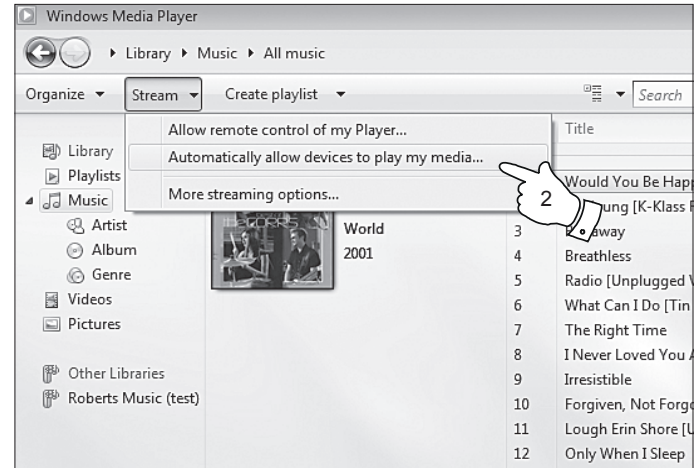 Windows Media Player
Library Music All music
Organize Stream Create playlist Search
Allow remote control of my Player...
Automatically allow devices to play my media...
More streaming options...
2
Library
Playlists
Music
Artist
Album
Genre
Videos
Pictures
Other Libraries
Roberts Music (test)
World
2001
Title
Would You Be Happ
ung [K-Klass R
3 away
4 Breathless
5 Radio [Unplugged V
6 What Can I Do [Tin
7 The Right Time
8 I Never Loved You A
9 Irresistible
10 Forgiven, Not Forgo
11 Lough Erin Shore [U
12 Only When I Sleep